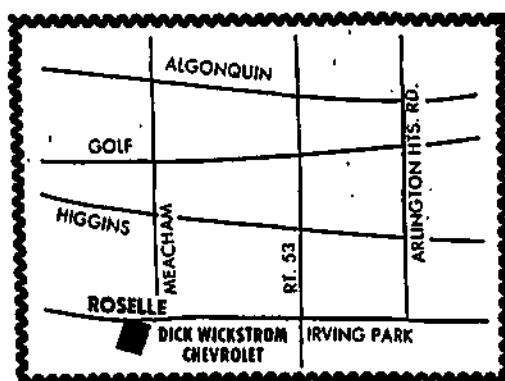 ALGONQUIN
ARLINGTON HTS. RD.
GOLF
HIGGINS
MEACHAM
RT. 53
ROSELLE
DICK WICKSTROM
CHEVROLET
IRVING PARK